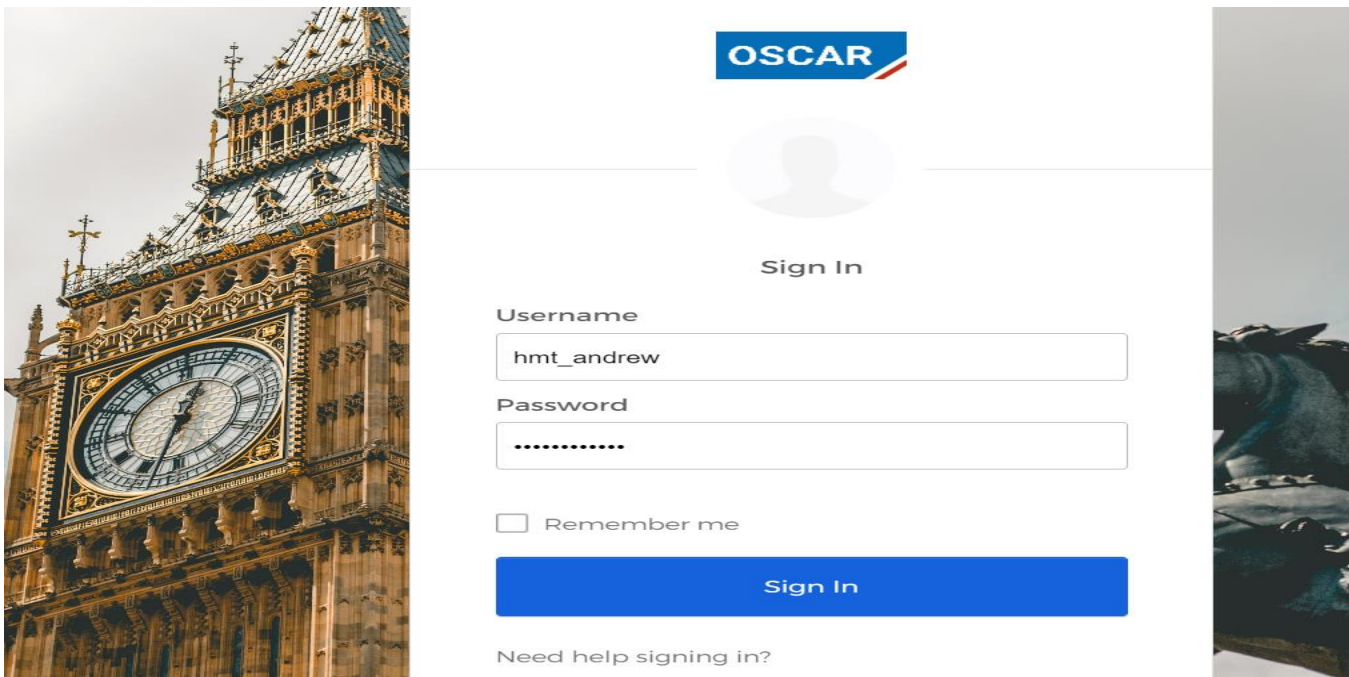 OSCAR
Sign In
Username
hmt_andrew
Password
••••••••••••
Remember me
Sign In
Need help signing in?